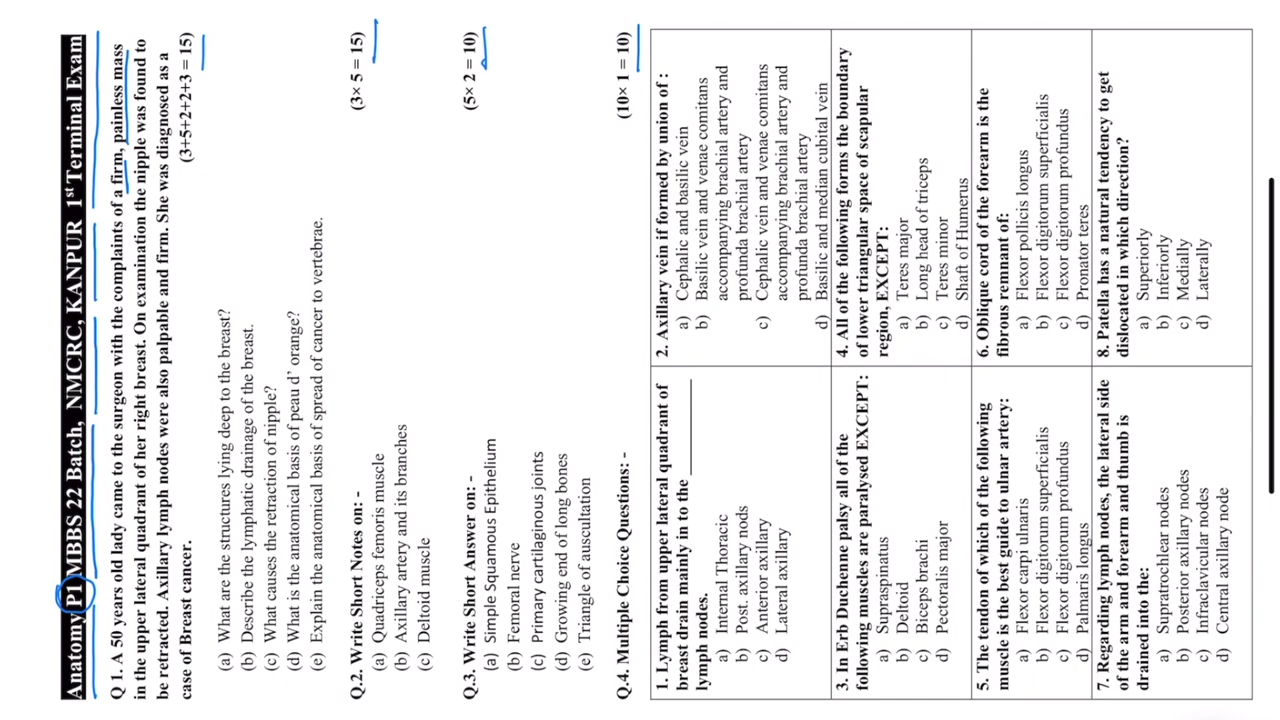 Anatomy P1 MBBS 22 Batch, NMCRC, KANPUR 1st Terminal Exam
Q 1. A 50 years old lady came to the surgeon with the complaints of a firm, painless mass
in the upper lateral quadrant of her right breast. On examination the nipple was found to
be retracted. Axillary lymph nodes were also palpable and firm. She was diagnosed as a
case of Breast cancer. (3+5+2+2+3 = 15)
(a) What are the structures lying deep to the breast?
(b) Describe the lymphatic drainage of the breast.
(c) What causes the retraction of nipple?
(d) What is the anatomical basis of peau d’ orange?
(e) Explain the anatomical basis of spread of cancer to vertebrae.
Q.2. Write Short Notes on: - (3× 5 = 15)
(a) Quadriceps femoris muscle
(b) Axillary artery and its branches
(c) Deltoid muscle
Q.3. Write Short Answer on: - (5× 2 = 10)
(a) Simple Squamous Epithelium
(b) Femoral nerve
(c) Primary cartilaginous joints
(d) Growing end of long bones
(e) Triangle of auscultation
Q.4. Multiple Choice Questions: - (10× 1 = 10)
1. Lymph from upper lateral quadrant of
breast drain mainly in to the ________
lymph nodes.
a) Internal Thoracic
b) Post. axillary nods
c) Anterior axillary
d) Lateral axillary
2. Axillary vein if formed by union of :
a) Cephalic and basilic vein
b) Basilic vein and venae comitans
accompanying brachial artery and
profunda brachial artery
c) Cephalic vein and venae comitans
accompanying brachial artery and
profunda brachial artery
d) Basilic and median cubital vein
3. In Erb Duchenne palsy all of the
following muscles are paralysed EXCEPT:
a) Supraspinatus
b) Deltoid
c) Biceps brachi
d) Pectoralis major
4. All of the following forms the boundary
of lower triangular space of scapular
region, EXCEPT:
a) Teres major
b) Long head of triceps
c) Teres minor
d) Shaft of Humerus
5. The tendon of which of the following
muscle is the best guide to ulnar artery:
a) Flexor carpi ulnaris
b) Flexor digitorum superficialis
c) Flexor digitorum profundus
d) Palmaris longus
6. Oblique cord of the forearm is the
fibrous remnant of:
a) Flexor pollicis longus
b) Flexor digitorum superficialis
c) Flexor digitorum profundus
d) Pronator teres
7. Regarding lymph nodes, the lateral side
of the arm and forearm and thumb is
drained into the:
a) Supratrochlear nodes
b) Posterior axillary nodes
c) Infraclavicular nodes
d) Central axillary node
8. Patella has a natural tendency to get
dislocated in which direction?
a) Superiorly
b) Inferiorly
c) Medially
d) Laterally